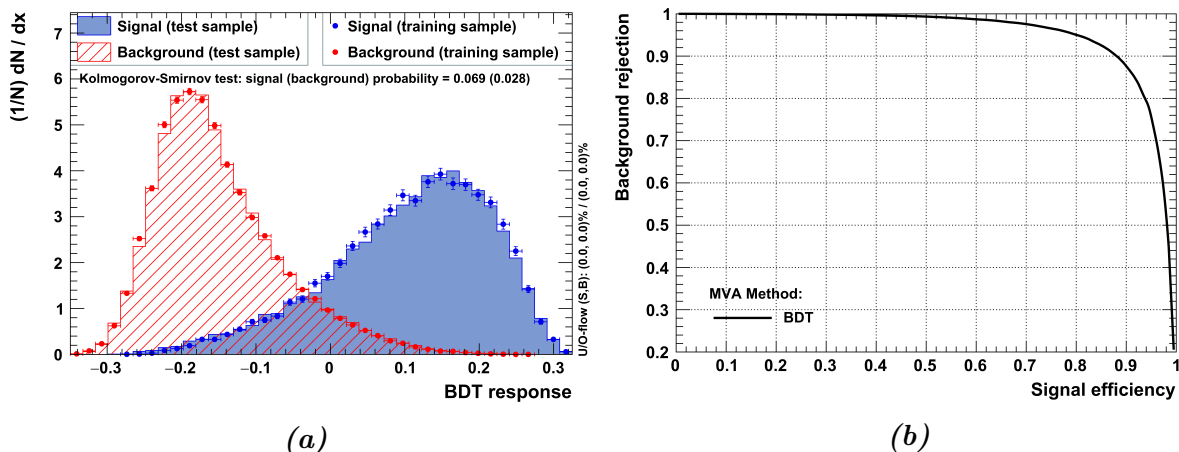 (1/N) dN / dx
7
6
5
4
3
2
1
0
Signal (test sample)
Background (test sample)
Signal (training sample)
Background (training sample)
Kolmogorov-Smirnov test: signal (background) probability = 0.069 (0.028)
U/O-flow (S,B): (0.0, 0.0)% / (0.0, 0.0)%
−0.3 −0.2 −0.1 0 0.1 0.2 0.3
BDT response
(a)
Background rejection
1
0.9
0.8
0.7
0.6
0.5
0.4
0.3
0.2
MVA Method:
BDT
0 0.1 0.2 0.3 0.4 0.5 0.6 0.7 0.8 0.9 1
Signal efficiency
(b)